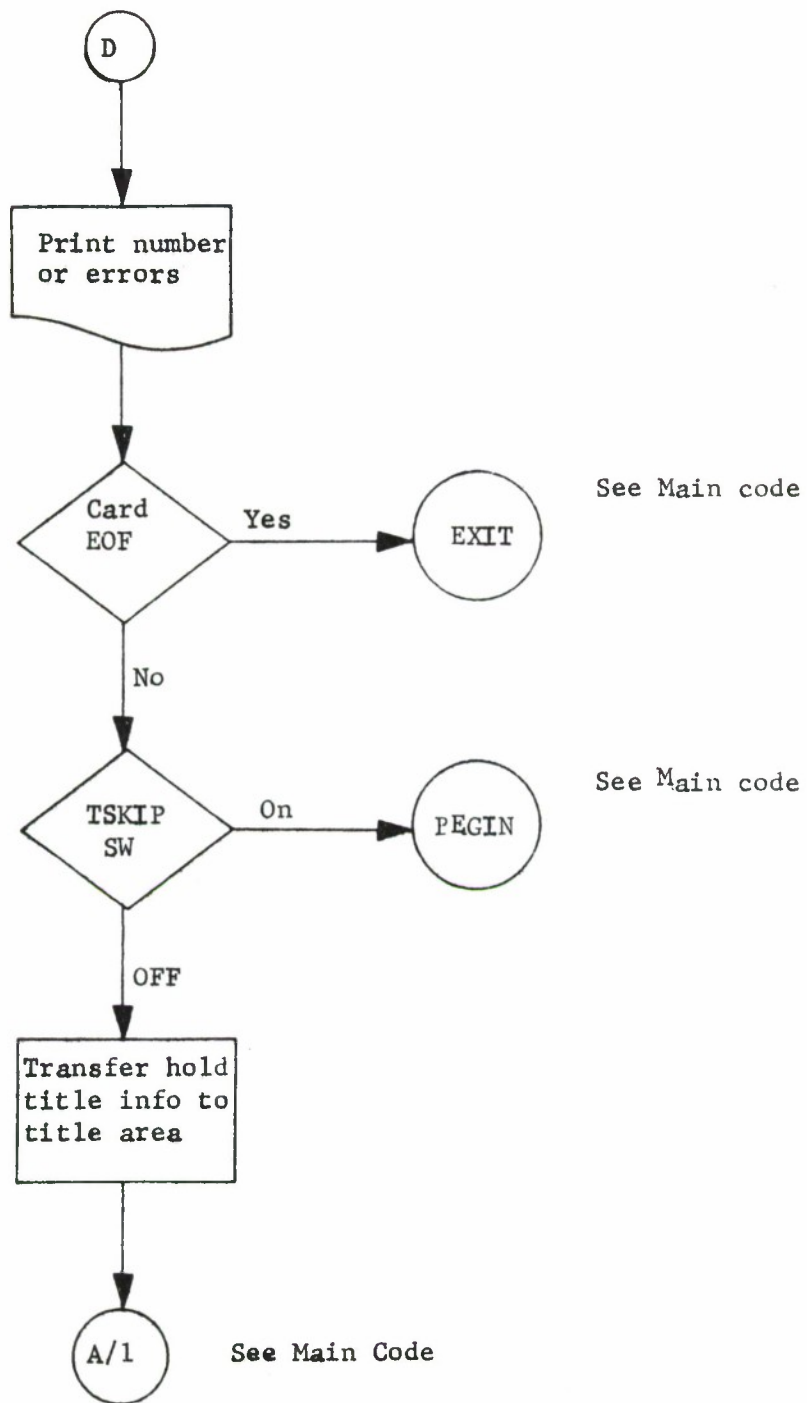 D
Print number
or errors
Card
EOF
Yes
EXIT
See Main code
No
TSKIP
SW
On
PEGIN
See Main code
OFF
Transfer hold
title info to
title area
A/1
See Main Code